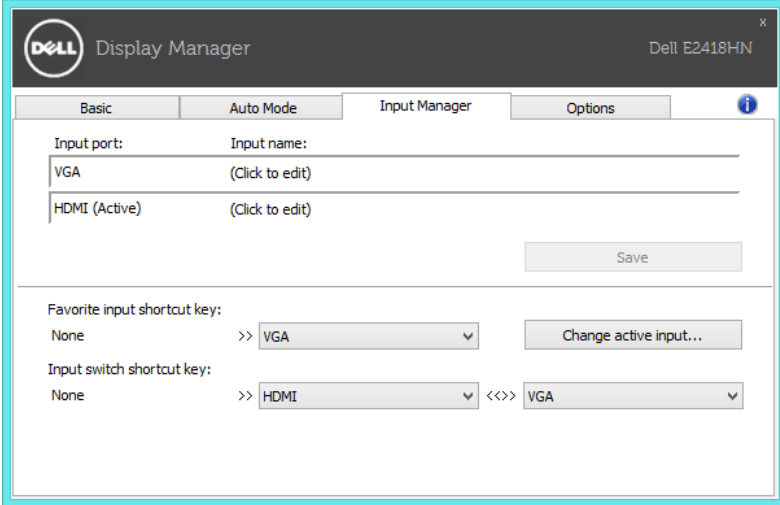 DELL Display Manager Dell E2418HN x
Basic Auto Mode Input Manager Options i
Input port: Input name:
VGA (Click to edit)
HDMI (Active) (Click to edit)
Save
Favorite input shortcut key:
None >> VGA Change active input...
Input switch shortcut key:
None >> HDMI <<>> VGA